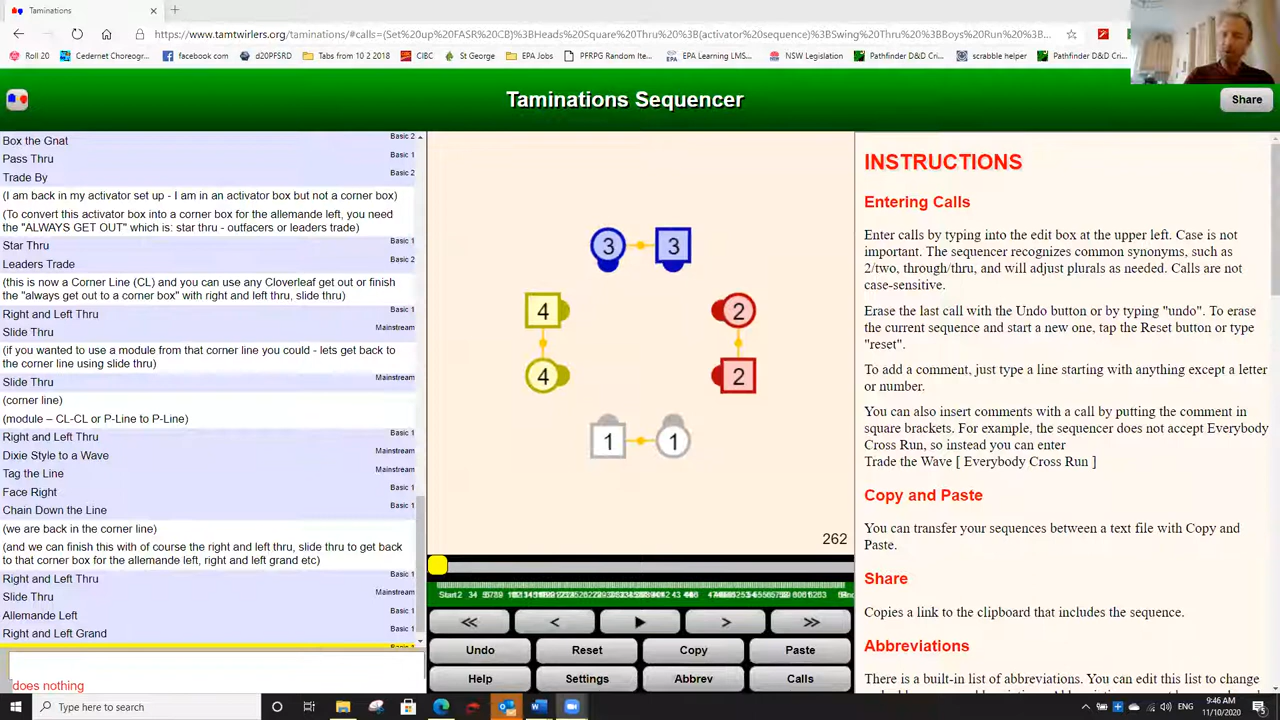 Taminations
https://www.tamtwirlers.org/taminations/#calls=(Set%20up%20FASR%20CB)%3BHeads%20Square%20Thru%20%3B(activator%20sequence)%3BSwing%20Thru%20%3BBoys%20Run%20%3B...
Roll 20
Cedernet Choreogr...
facebook com
d20PFSRD
Tabs from 10 2 2018
CIBC
St George
EPA Jobs
PFRPG Random Ite...
EPA Learning LMS...
NSW Legislation
Pathfinder D&D Cri...
scrabble helper
Pathfinder D&D Cri...
Taminations Sequencer
Share
Box the Gnat Basic 2
Pass Thru Basic 1
Trade By Basic 2
(I am back in my activator set up - I am in an activator box but not a corner box)
(To convert this activator box into a corner box for the allemande left, you need
the "ALWAYS GET OUT" which is: star thru - outfacers or leaders trade)
Star Thru Basic 1
Leaders Trade Basic 2
(this is now a Corner Line (CL) and you can use any Cloverleaf get out or finish
the "always get out to a corner box" with right and left thru, slide thru)
Right and Left Thru Basic 1
Slide Thru Mainstream
(if you wanted to use a module from that corner line you could - lets get back to
the corner line using slide thru)
Slide Thru Mainstream
(corner line)
(module – CL-CL or P-Line to P-Line)
Right and Left Thru Basic 1
Dixie Style to a Wave Mainstream
Tag the Line Mainstream
Face Right Basic 1
Chain Down the Line Basic 1
(we are back in the corner line)
(and we can finish this with of course the right and left thru, slide thru to get back
to that corner box for the allemande left, right and left grand etc)
Right and Left Thru Basic 1
Slide Thru Mainstream
Allemande Left Basic 1
Right and Left Grand Basic 1
does nothing
3 3
4 2
4 2
1 1
262
<< < > >>
Undo Reset Copy Paste
Help Settings Abbrev Calls
INSTRUCTIONS
Entering Calls
Enter calls by typing into the edit box at the upper left. Case is not
important. The sequencer recognizes common synonyms, such as
2/two, through/thru, and will adjust plurals as needed. Calls are not
case-sensitive.
Erase the last call with the Undo button or by typing "undo". To erase
the current sequence and start a new one, tap the Reset button or type
"reset".
To add a comment, just type a line starting with anything except a letter
or number.
You can also insert comments with a call by putting the comment in
square brackets. For example, the sequencer does not accept Everybody
Cross Run, so instead you can enter
Trade the Wave [ Everybody Cross Run ]
Copy and Paste
You can transfer your sequences between a text file with Copy and
Paste.
Share
Copies a link to the clipboard that includes the sequence.
Abbreviations
There is a built-in list of abbreviations. You can edit this list to change
Type here to search
ENG
9:46 AM
11/10/2020